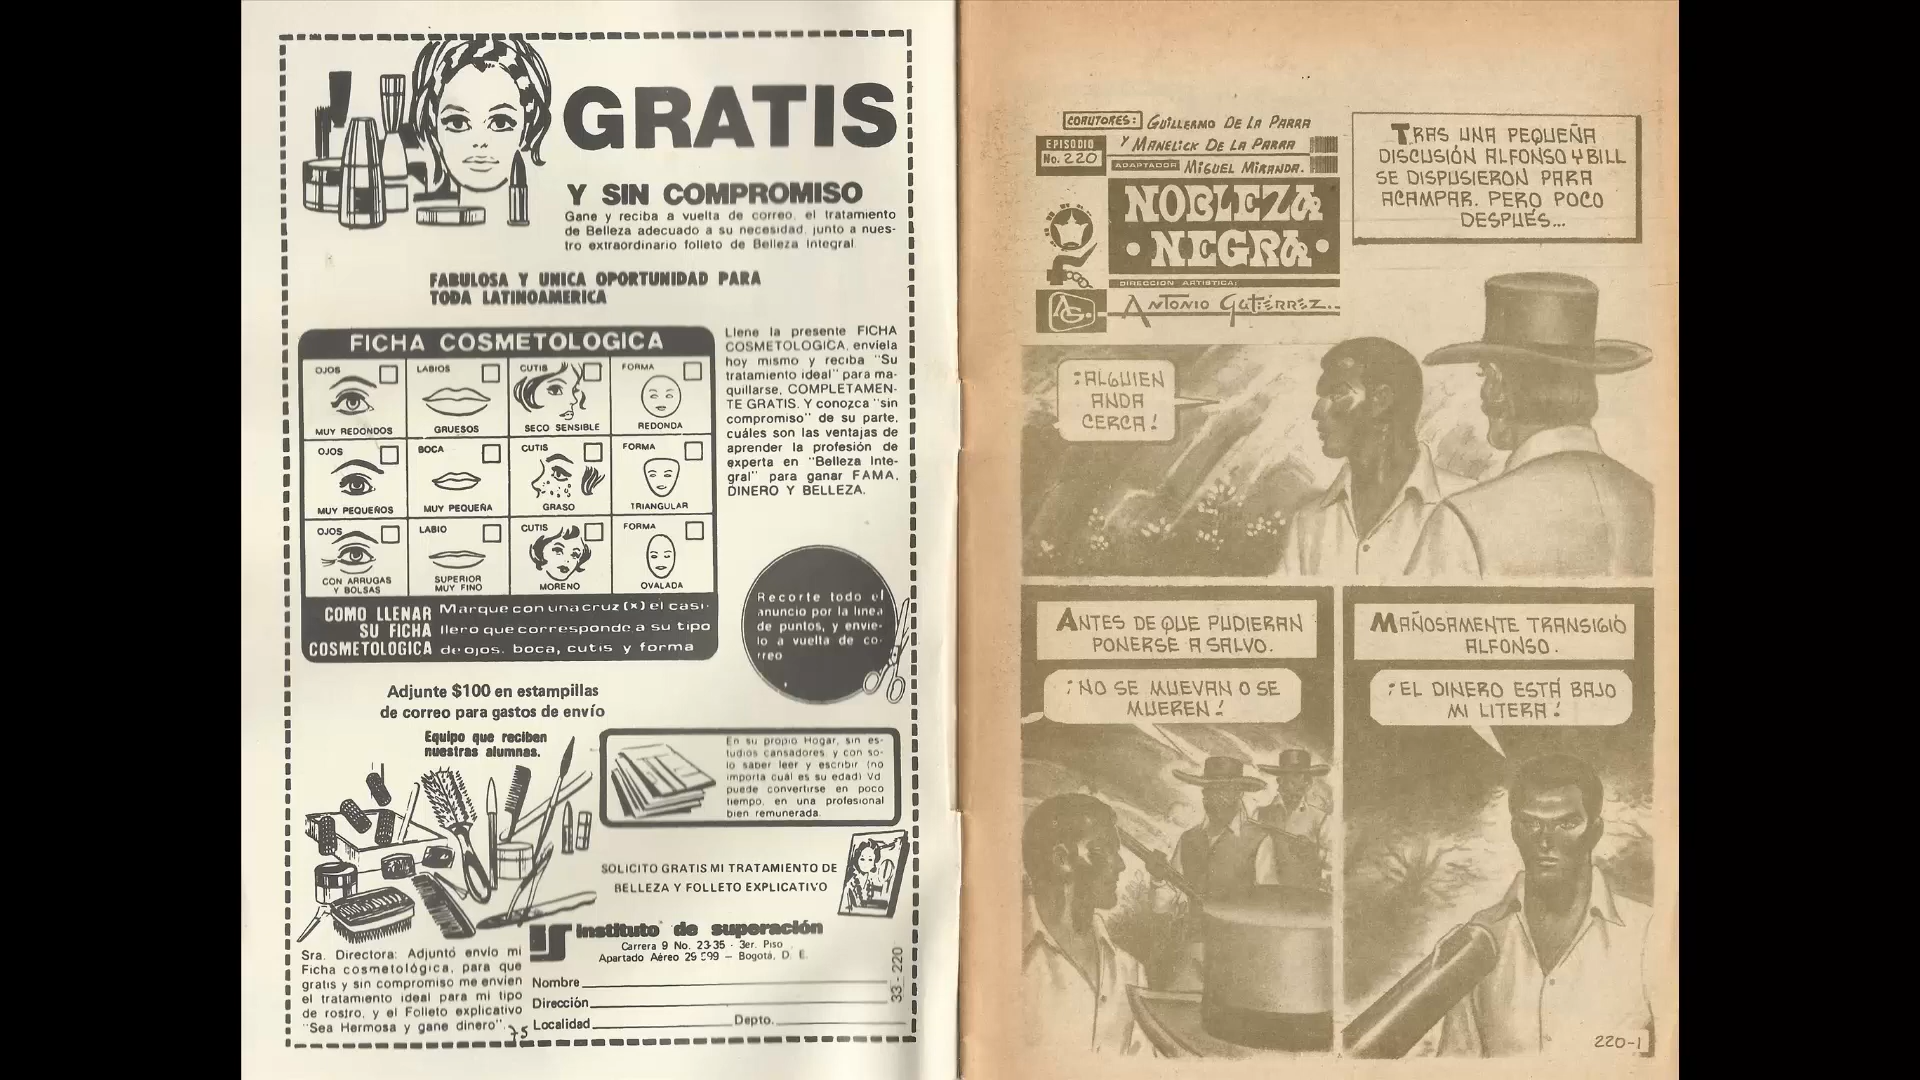 GRATIS
Y SIN COMPROMISO
Gane y reciba a vuelta de correo, el tratamiento
de Belleza adecuado a su necesidad, junto a nues-
tro extraordinario folleto de Belleza Integral.
FABULOSA Y UNICA OPORTUNIDAD PARA
TODA LATINOAMERICA
FICHA COSMETOLOGICA
OJOS
MUY REDONDOS
LABIOS
GRUESOS
CUTIS
SECO SENSIBLE
FORMA
REDONDA
OJOS
MUY PEQUEÑOS
BOCA
MUY PEQUEÑA
CUTIS
GRASO
FORMA
TRIANGULAR
OJOS
CON ARRUGAS
Y BOLSAS
LABIO
SUPERIOR
MUY FINO
CUTIS
MORENO
FORMA
OVALADA
COMO LLENAR
SU FICHA
COSMETOLOGICA
Marque con una cruz (x) el casi-
llero que corresponde a su tipo
de ojos, boca, cutis y forma
Llene la presente FICHA
COSMETOLOGICA, envíela
hoy mismo y reciba "Su
tratamiento ideal" para ma-
quillarse, COMPLETAMEN-
TE GRATIS. Y conozca "sin
compromiso" de su parte,
cuáles son las ventajas de
aprender la profesión de
experta en "Belleza Inte-
gral" para ganar FAMA,
DINERO Y BELLEZA.
Recorte todo el
anuncio por la línea
de puntos, y envíe-
lo a vuelta de co-
rreo
Adjunte $100 en estampillas
de correo para gastos de envío
Equipo que reciben
nuestras alumnas.
En su propio Hogar, sin es-
tudios cansadores y con so-
lo saber leer y escribir (no
importa cuál es su edad) Vd
puede convertirse en poco
tiempo, en una profesional
bien remunerada.
SOLICITO GRATIS MI TRATAMIENTO DE
BELLEZA Y FOLLETO EXPLICATIVO
instituto de superación
Carrera 9 No. 23-35 - 3er. Piso
Apartado Aéreo 29599 — Bogotá, D. E.
Sra. Directora: Adjunto envío mi
Ficha cosmetológica, para que
gratis y sin compromiso me envíen
el tratamiento ideal para mi tipo
de rostro, y el Folleto explicativo
"Sea Hermosa y gane dinero".
75
Nombre
Dirección
Localidad
Depto.
33-220
COAUTORES: GUILLERMO DE LA PARRA
Y MANELICK DE LA PARRA
EPISODIO
No. 220
ADAPTADOR MIGUEL MIRANDA.
NOBLEZA
• NEGRA •
DIRECCION ARTISTICA:
AG. ANTONIO GUTIÉRREZ..
TRAS UNA PEQUEÑA
DISCUSIÓN ALFONSO Y BILL
SE DISPUSIERON PARA
ACAMPAR. PERO POCO
DESPUÉS...
¡ALGUIEN
ANDA
CERCA!
ANTES DE QUE PUDIERAN
PONERSE A SALVO.
¡NO SE MUEVAN O SE
MUEREN!
MAÑOSAMENTE TRANSIGIÓ
ALFONSO.
¡EL DINERO ESTÁ BAJO
MI LITERA!
220-1